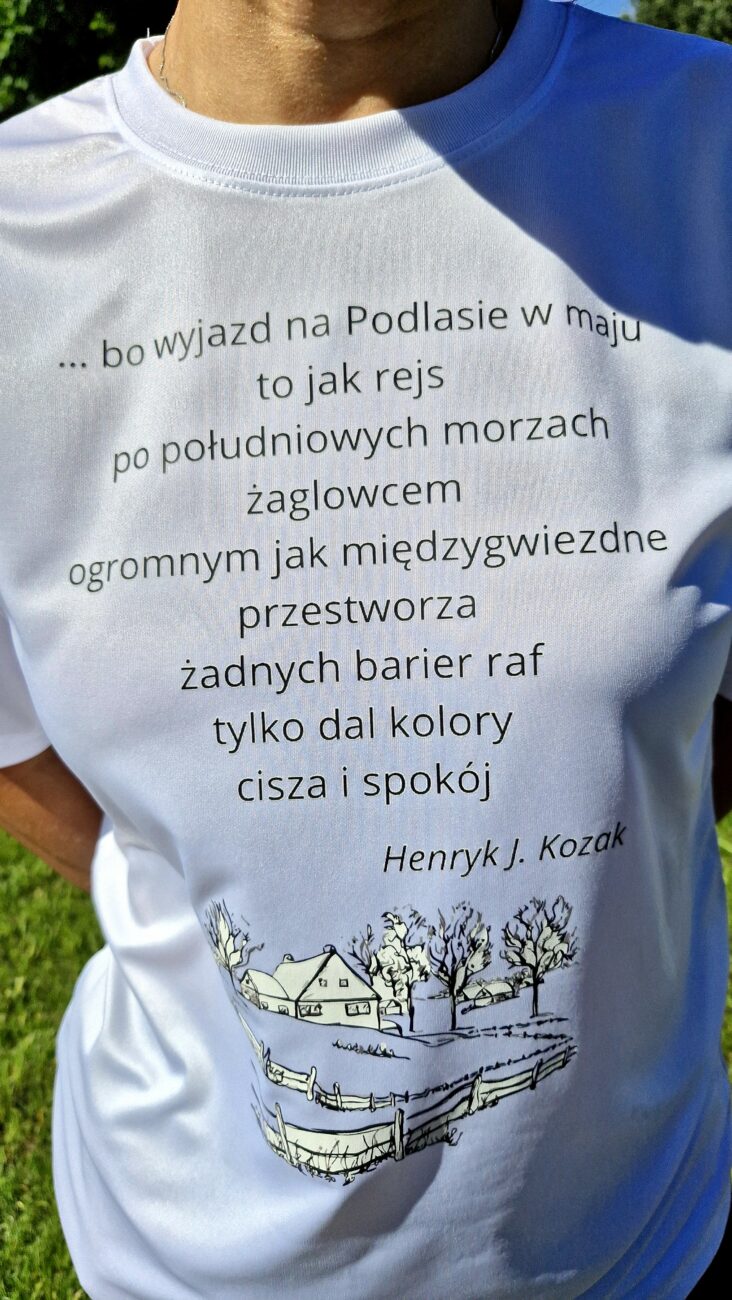 ... bo wyjazd na Podlasie w maju
to jak rejs
po południowych morzach
żaglowcem
ogromnym jak międzygwiezdne
przestworza
żadnych barier raf
tylko dal kolory
cisza i spokój
Henryk J. Kozak